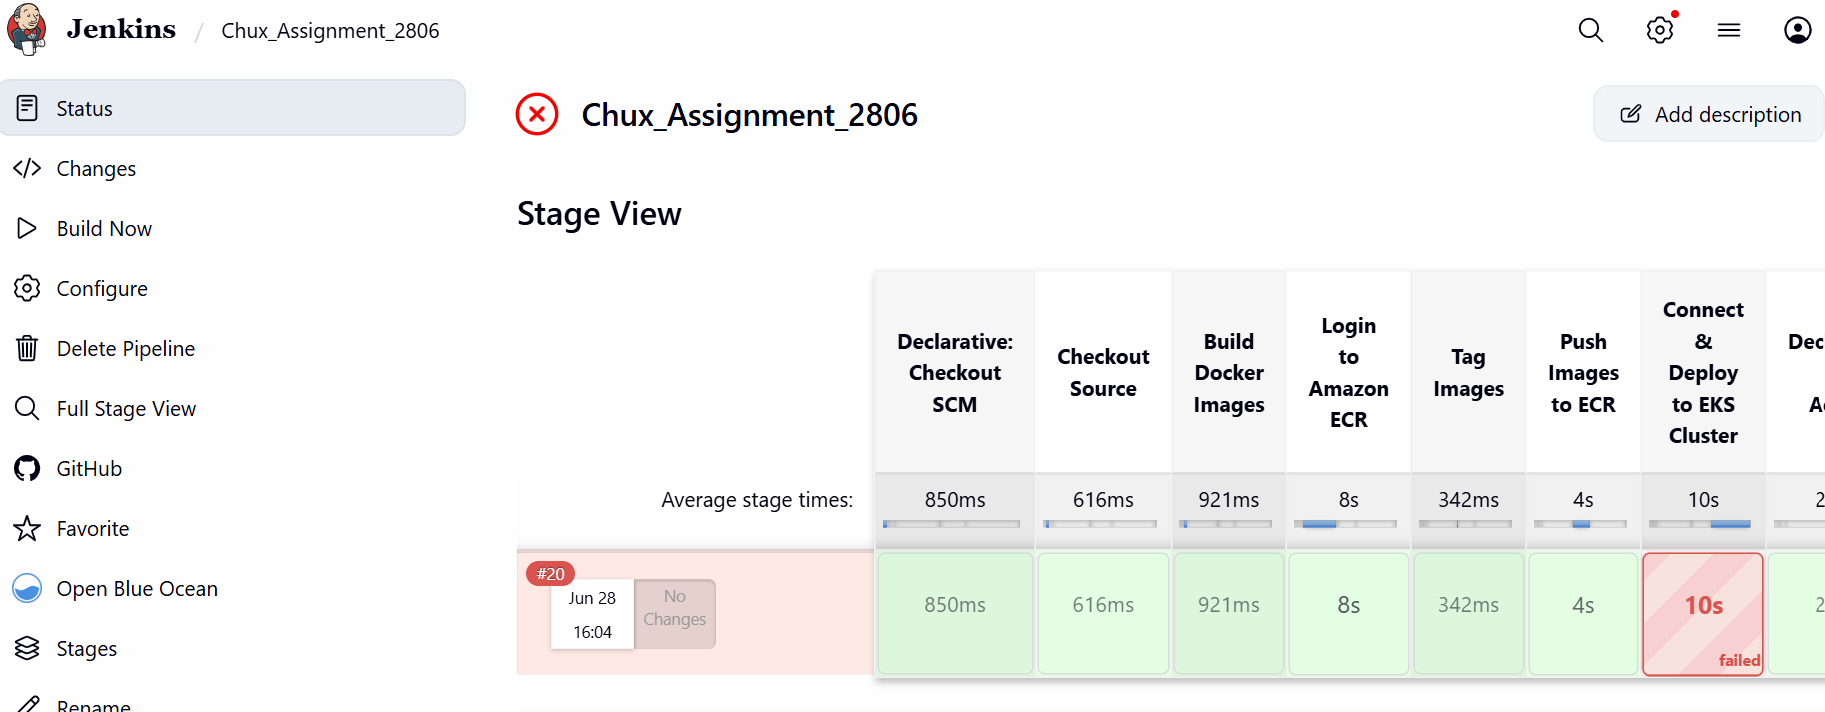 Jenkins / Chux_Assignment_2806
Status
Changes
Build Now
Configure
Delete Pipeline
Full Stage View
GitHub
Favorite
Open Blue Ocean
Stages
Rename
Chux_Assignment_2806
Add description
Stage View
Declarative:
Checkout
SCM
Checkout
Source
Build
Docker
Images
Login
to
Amazon
ECR
Tag
Images
Push
Images
to ECR
Connect
&
Deploy
to EKS
Cluster
Average stage times:
850ms
616ms
921ms
8s
342ms
4s
10s
#20
Jun 28
16:04
No
Changes
850ms
616ms
921ms
8s
342ms
4s
10s
failed